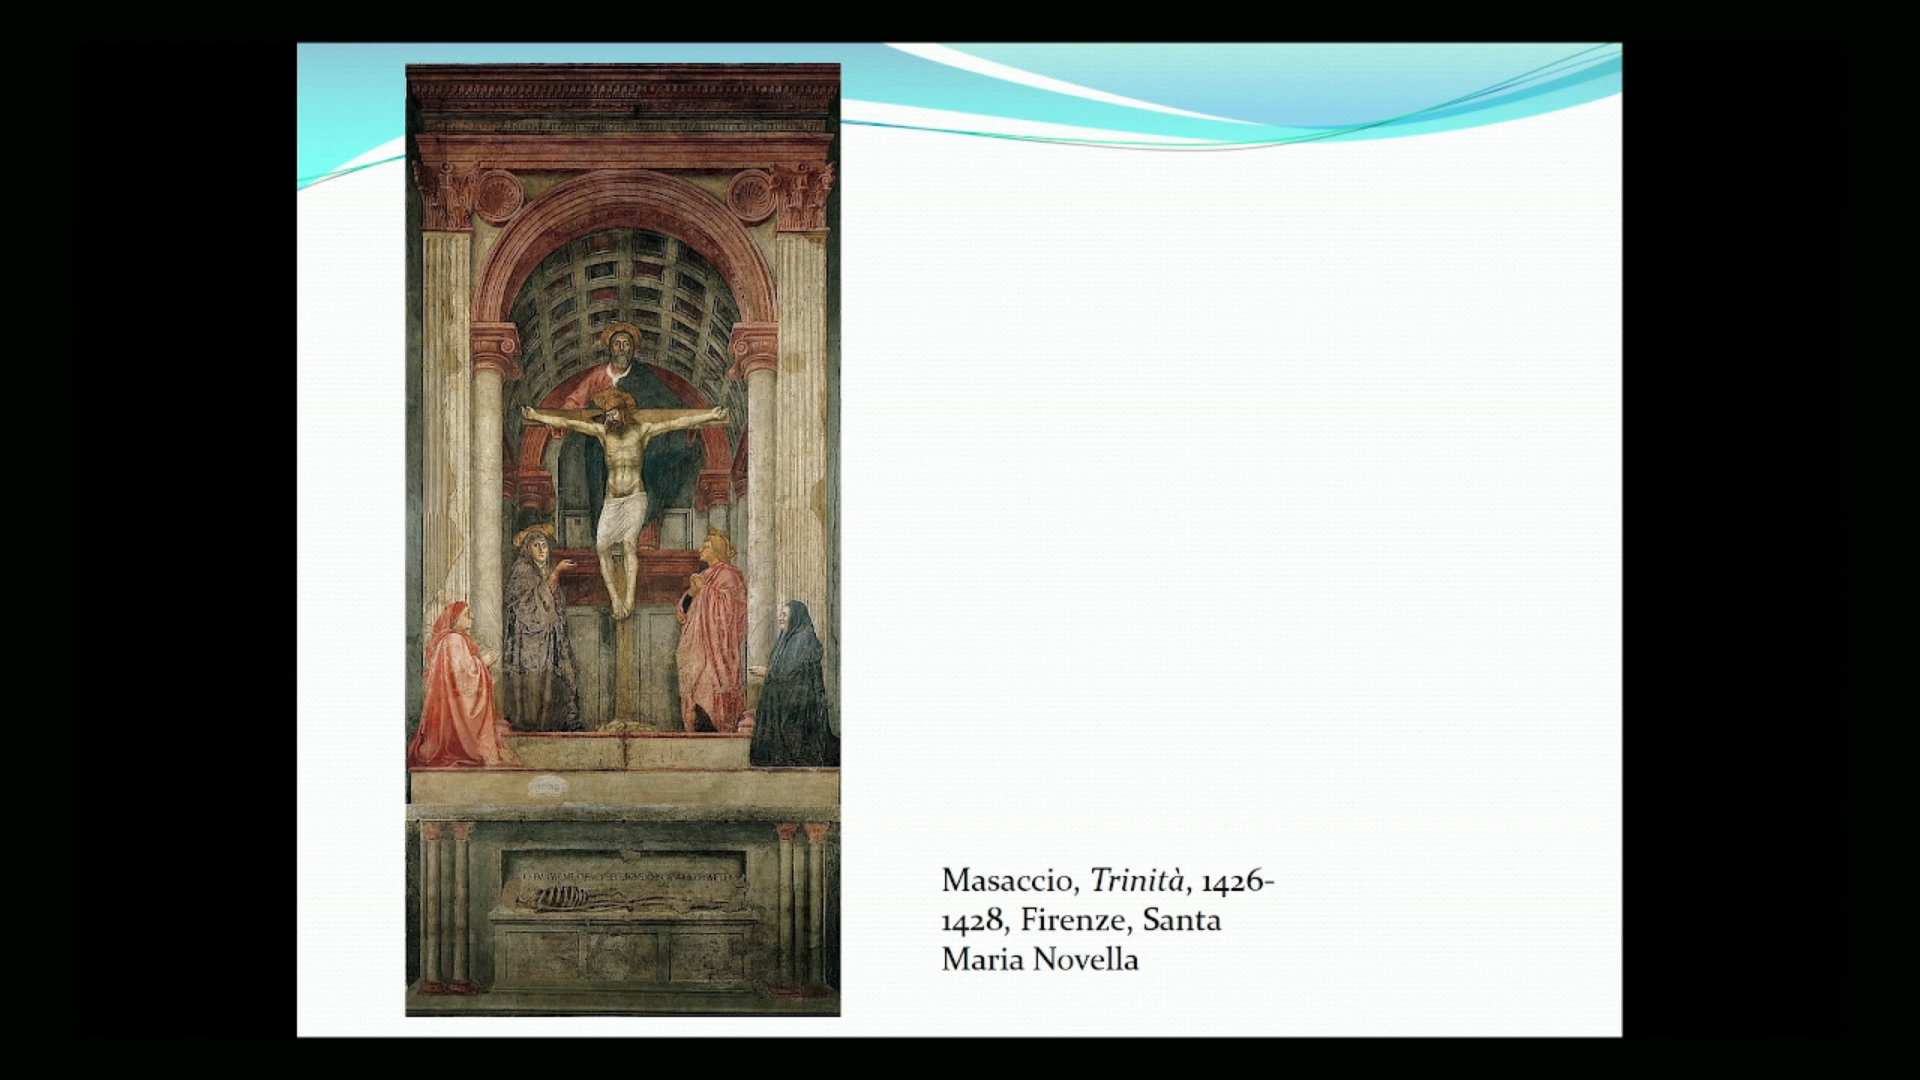 Masaccio, Trinità, 1426-
1428, Firenze, Santa
Maria Novella